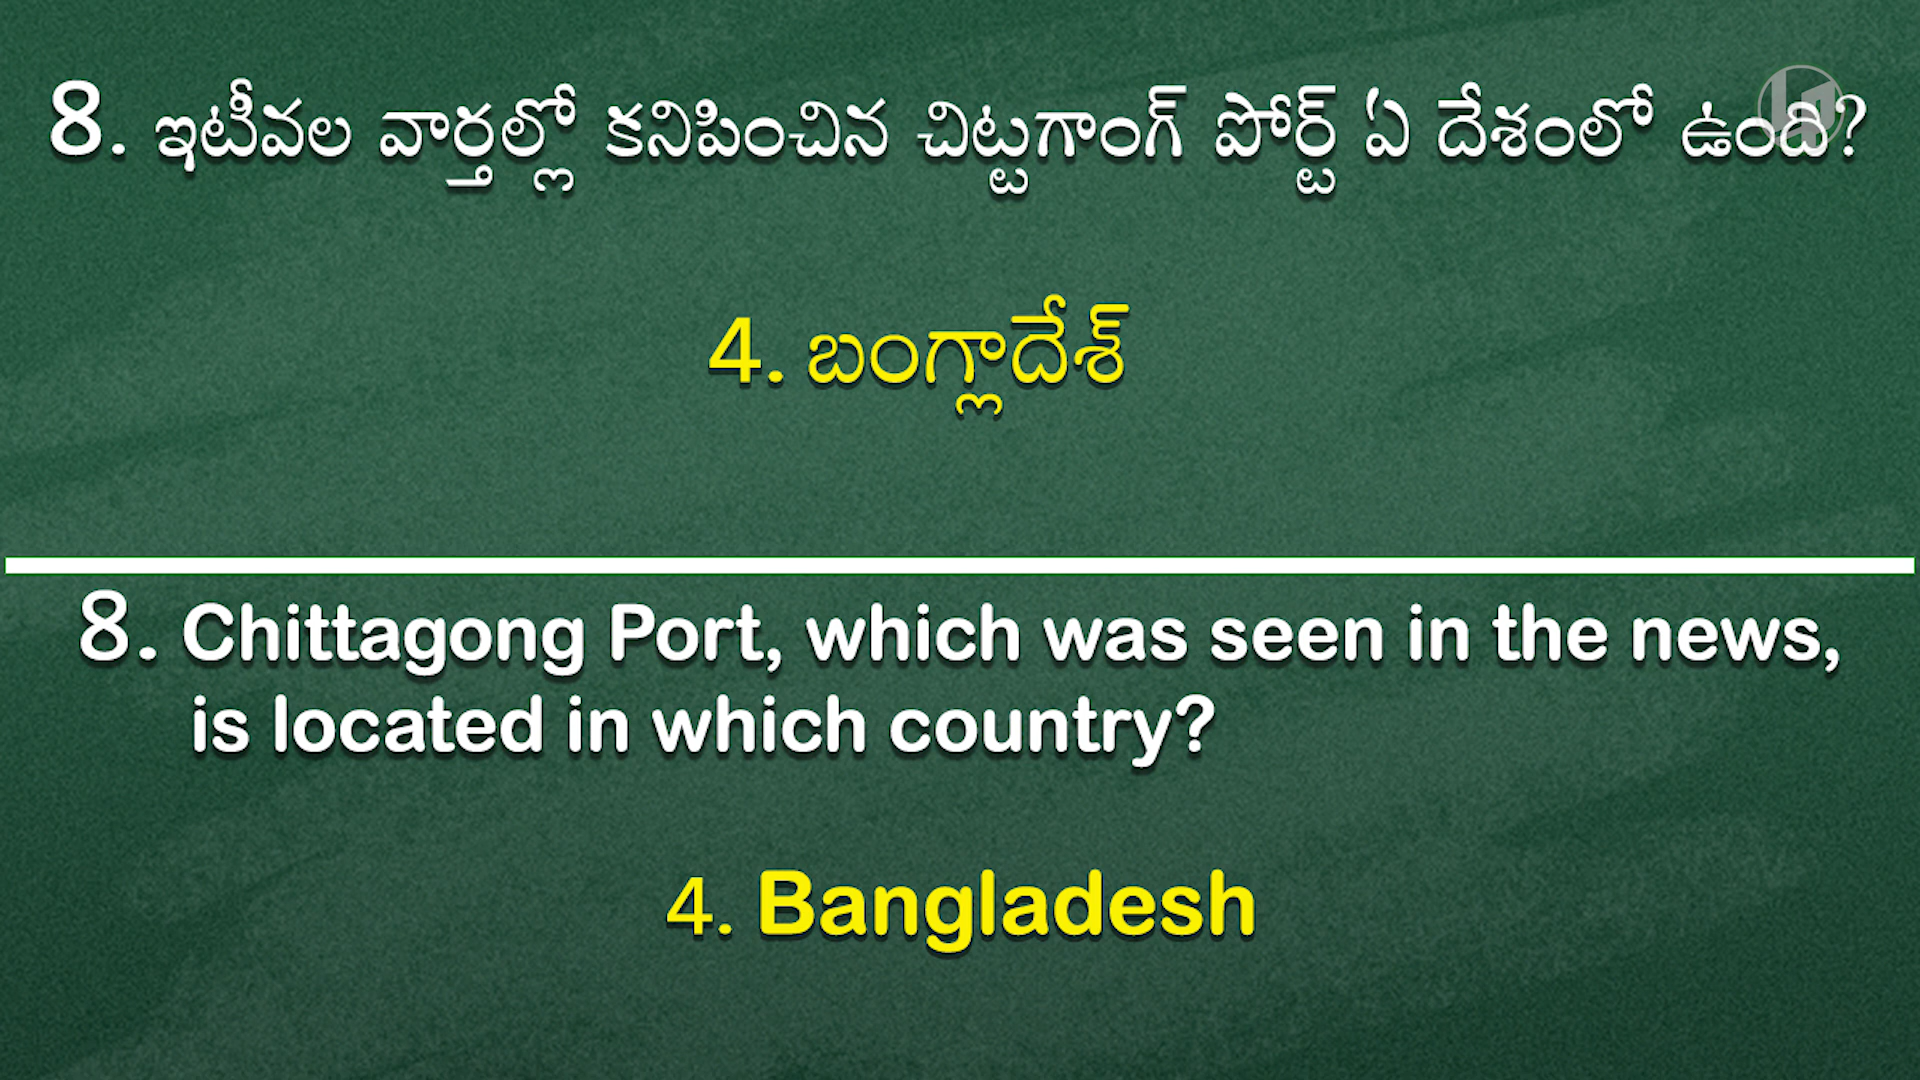 8. ఇటీవల వార్తల్లో కనిపించిన చిట్టగాంగ్ పోర్ట్ ఏ దేశంలో ఉంది?
4. బంగ్లాదేశ్
8. Chittagong Port, which was seen in the news,
is located in which country?
4. Bangladesh